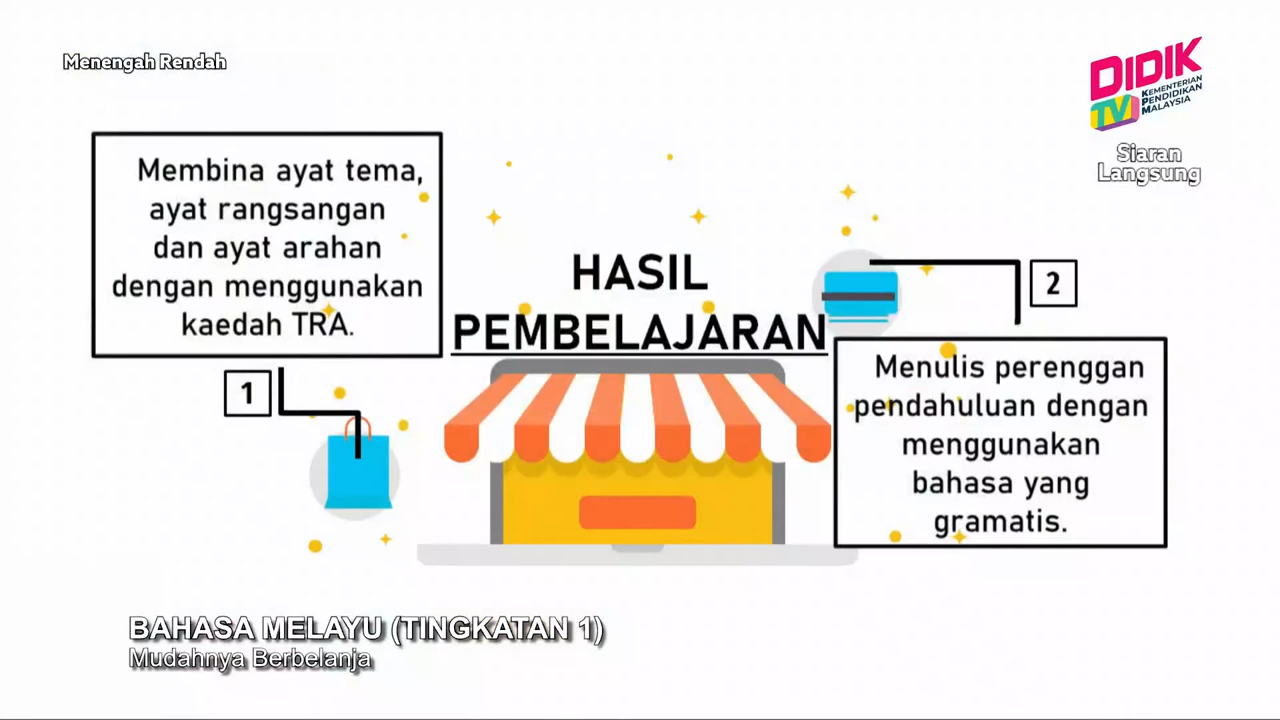 Menengah Rendah
DIDIK
TV
KEMENTERIAN
PENDIDIKAN
MALAYSIA
Siaran
Langsung
Membina ayat tema,
ayat rangsangan
dan ayat arahan
dengan menggunakan
kaedah TRA.
1
HASIL
PEMBELAJARAN
2
Menulis perenggan
pendahuluan dengan
menggunakan
bahasa yang
gramatis.
BAHASA MELAYU (TINGKATAN 1)
Mudahnya Berbelanja